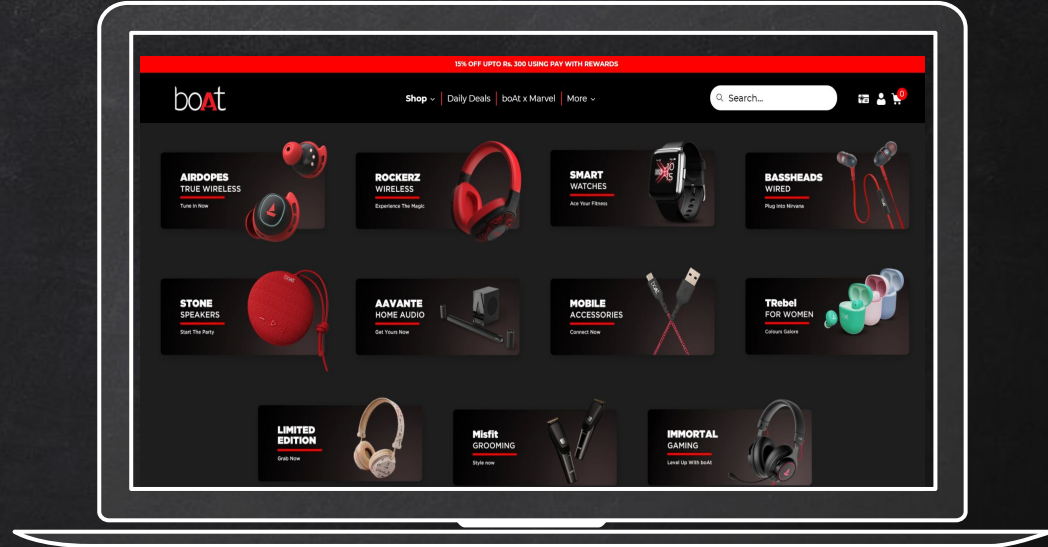 15% OFF UPTO Rs. 300 USING PAY WITH REWARDS
boAt
Shop
Daily Deals
boAt x Marvel
More
Search...
0
AIRDOPES
TRUE WIRELESS
Tune In Now
ROCKERZ
WIRELESS
Experience The Magic
SMART
WATCHES
Ace Your Fitness
BASSHEADS
WIRED
Plug Into Nirvana
STONE
SPEAKERS
Start The Party
boAt
AAVANTE
HOME AUDIO
Get Yours Now
MOBILE
ACCESSORIES
Connect Now
boAt
TRebel
FOR WOMEN
Colours Galore
LIMITED
EDITION
Grab Now
Misfit
GROOMING
Style now
IMMORTAL
GAMING
Level Up With boAt